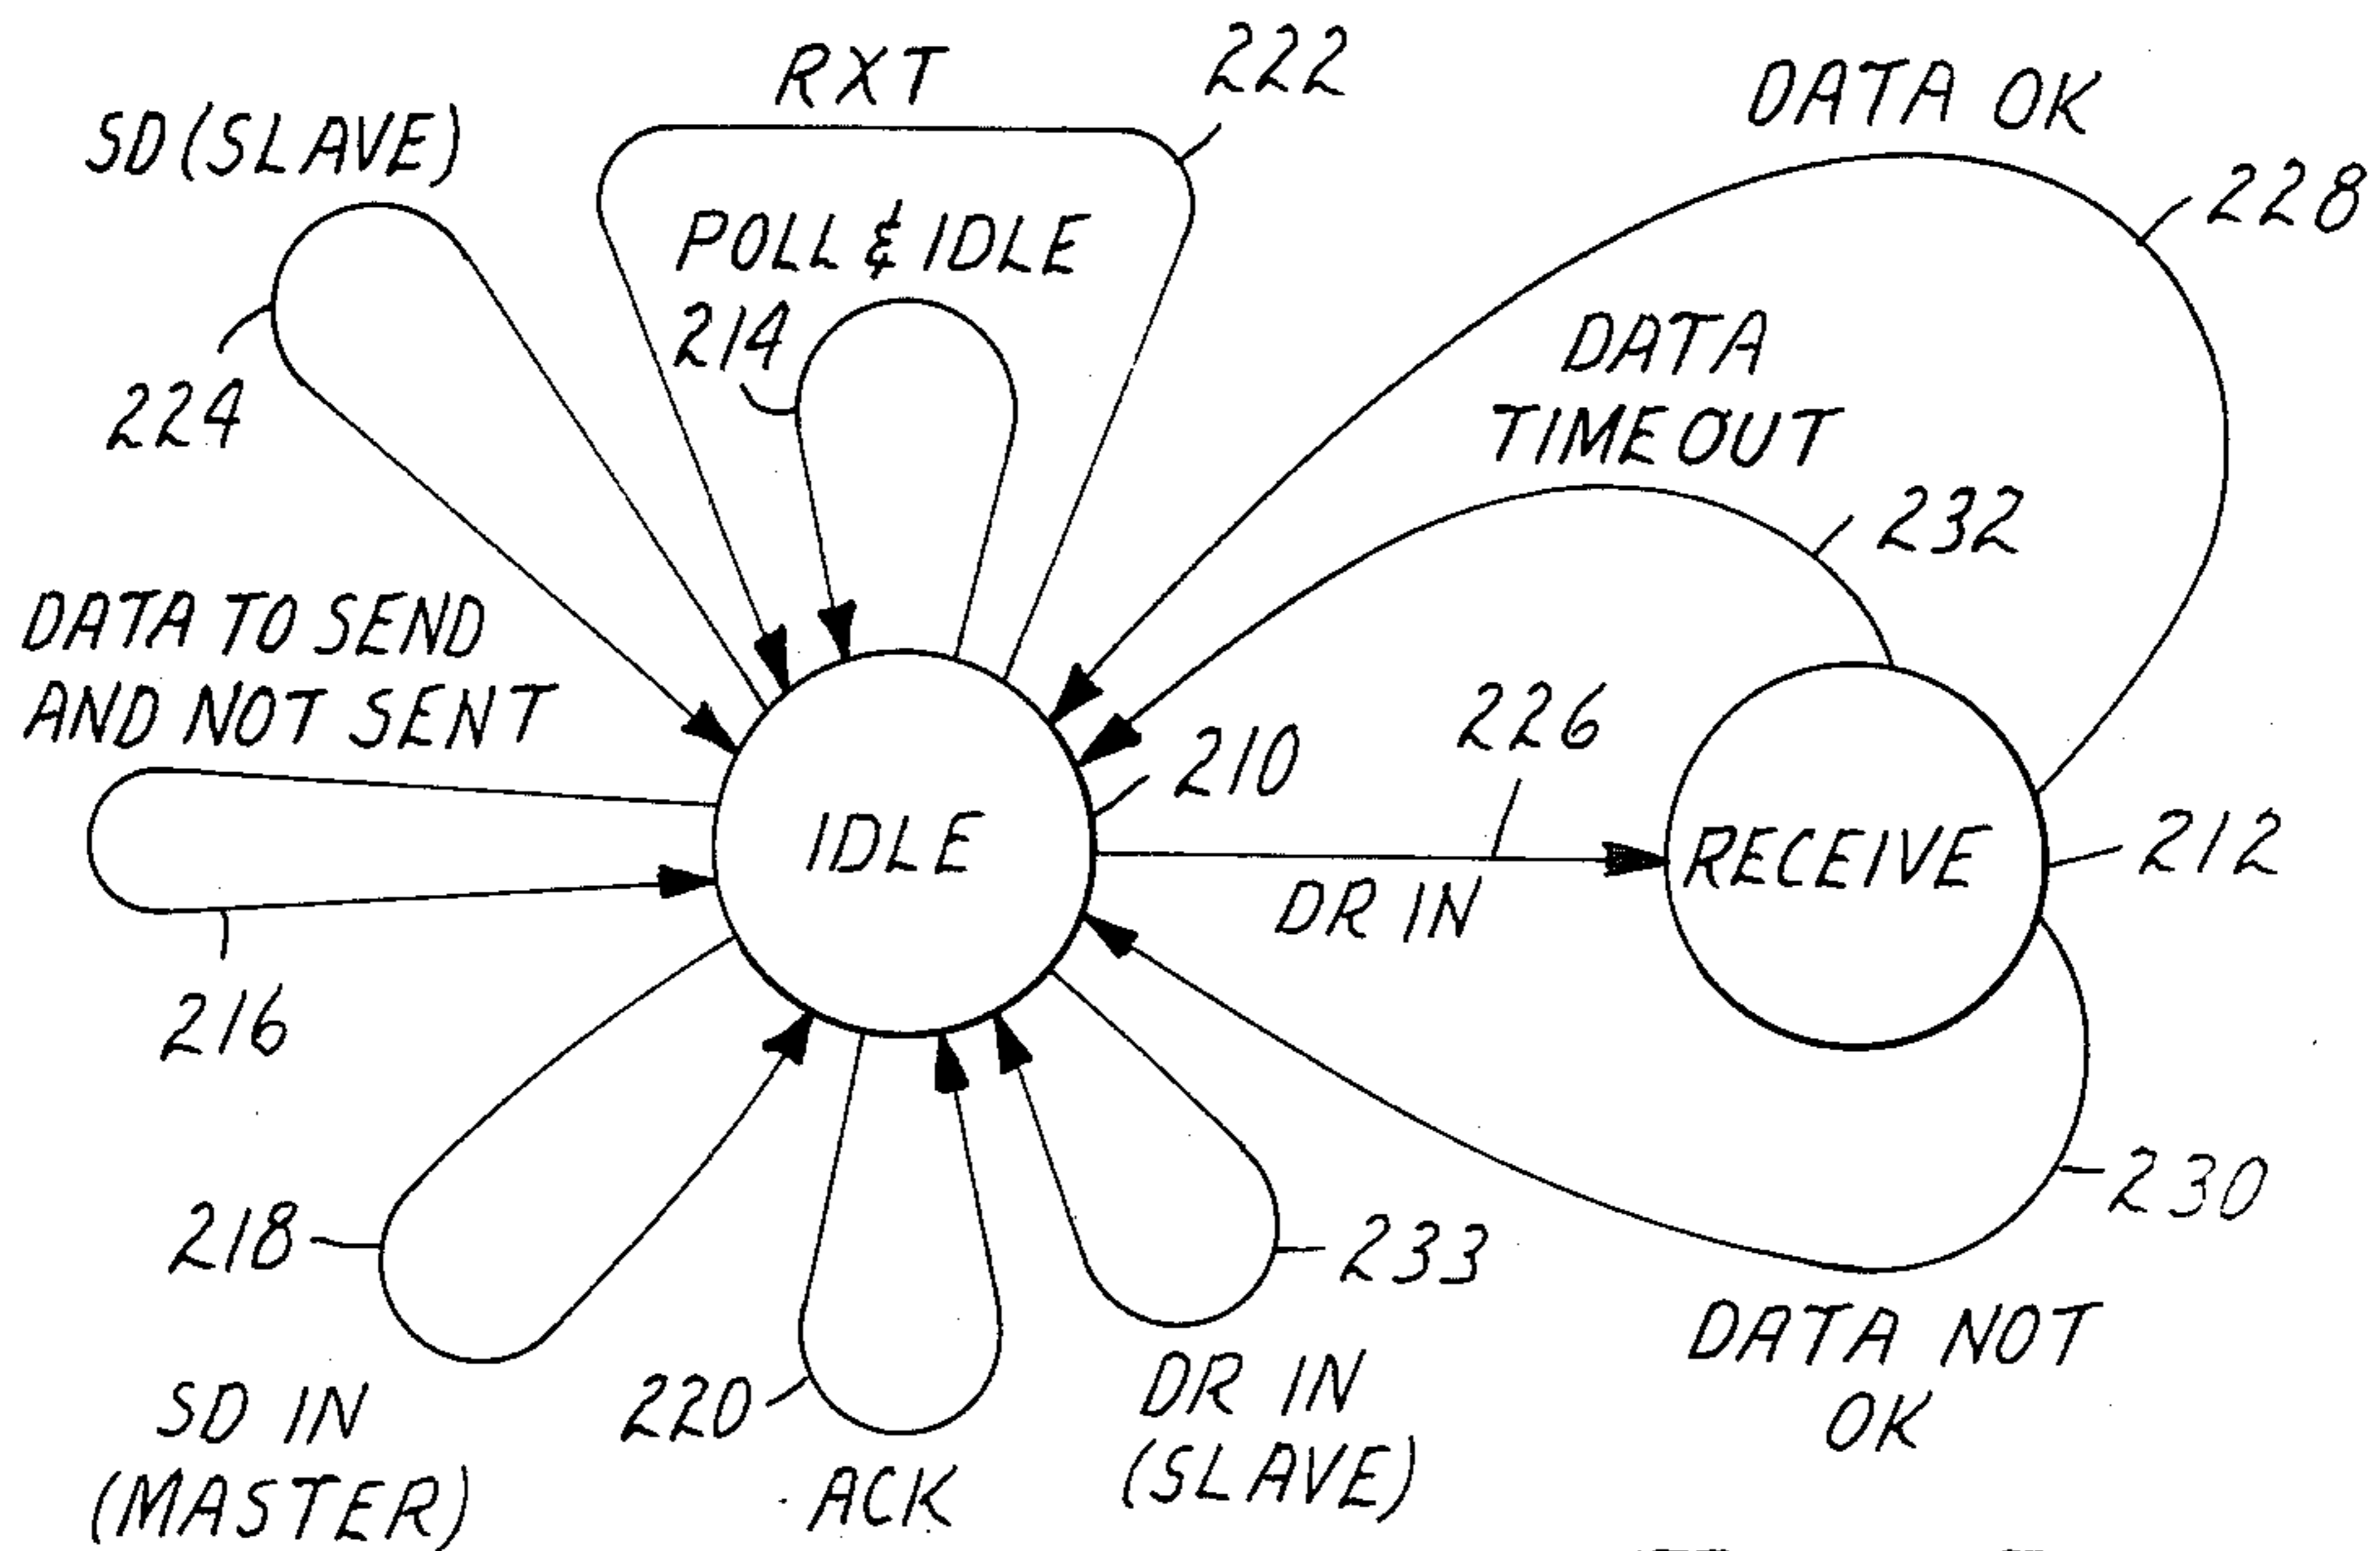 RXT
222
DATA OK
SD(SLAVE)
228
POLL & IDLE
214
DATA
TIMEOUT
224
232
DATA TO SEND
AND NOT SENT
226
210
IDLE
RECEIVE
212
DR IN
216
218
233
230
DATA NOT
OK
SD IN
(MASTER)
220
ACK
DR IN
(SLAVE)